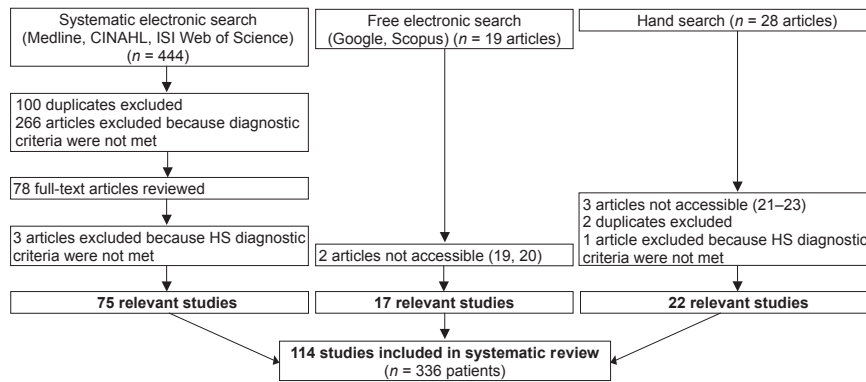 Systematic electronic search
(Medline, CINAHL, ISI Web of Science)
(n = 444)
100 duplicates excluded
266 articles excluded because diagnostic
criteria were not met
78 full-text articles reviewed
3 articles excluded because HS diagnostic
criteria were not met
75 relevant studies
Free electronic search
(Google, Scopus) (n = 19 articles)
2 articles not accessible (19, 20)
17 relevant studies
Hand search (n = 28 articles)
3 articles not accessible (21–23)
2 duplicates excluded
1 article excluded because HS diagnostic
criteria were not met
22 relevant studies
114 studies included in systematic review
(n = 336 patients)